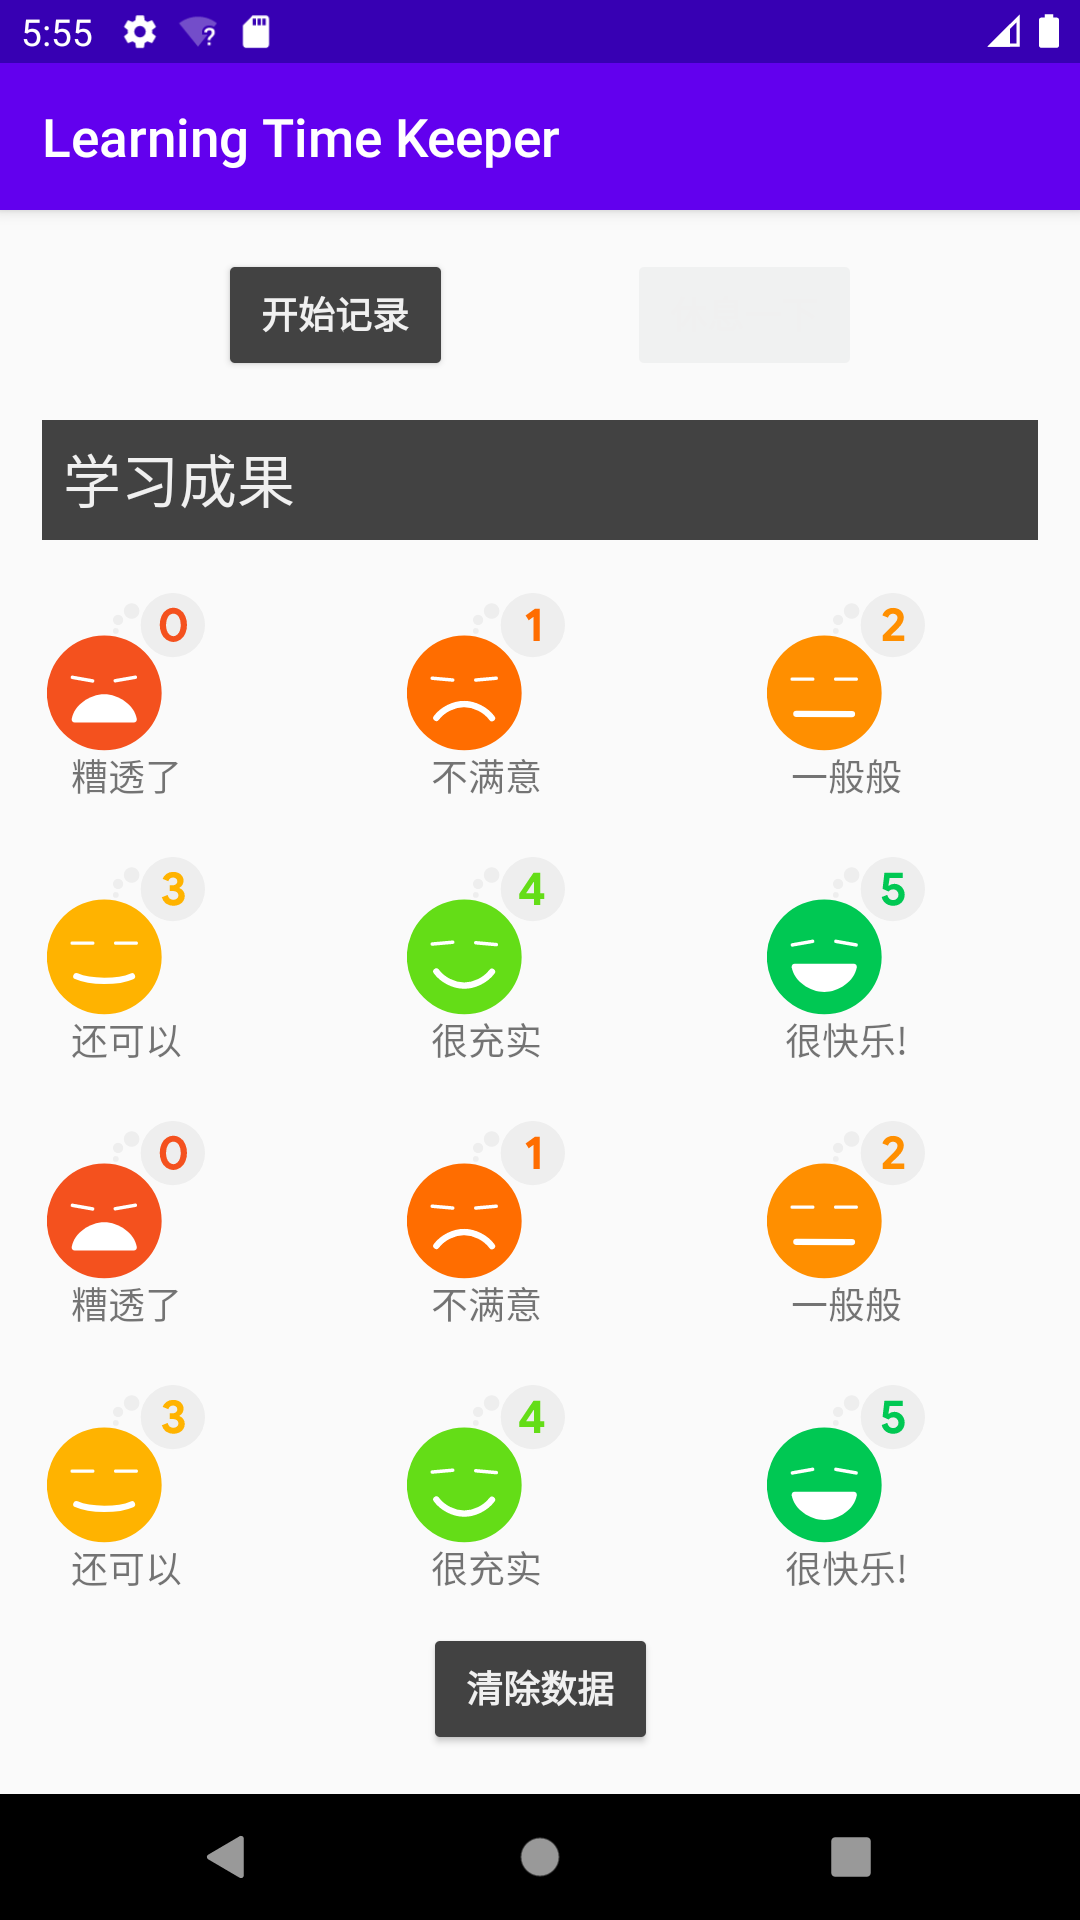 5:55
Learning Time Keeper
开始记录
学习成果
0 1 2
糟透了 不满意 一般般
3 4 5
还可以 很充实 很快乐!
0 1 2
糟透了 不满意 一般般
3 4 5
还可以 很充实 很快乐!
清除数据